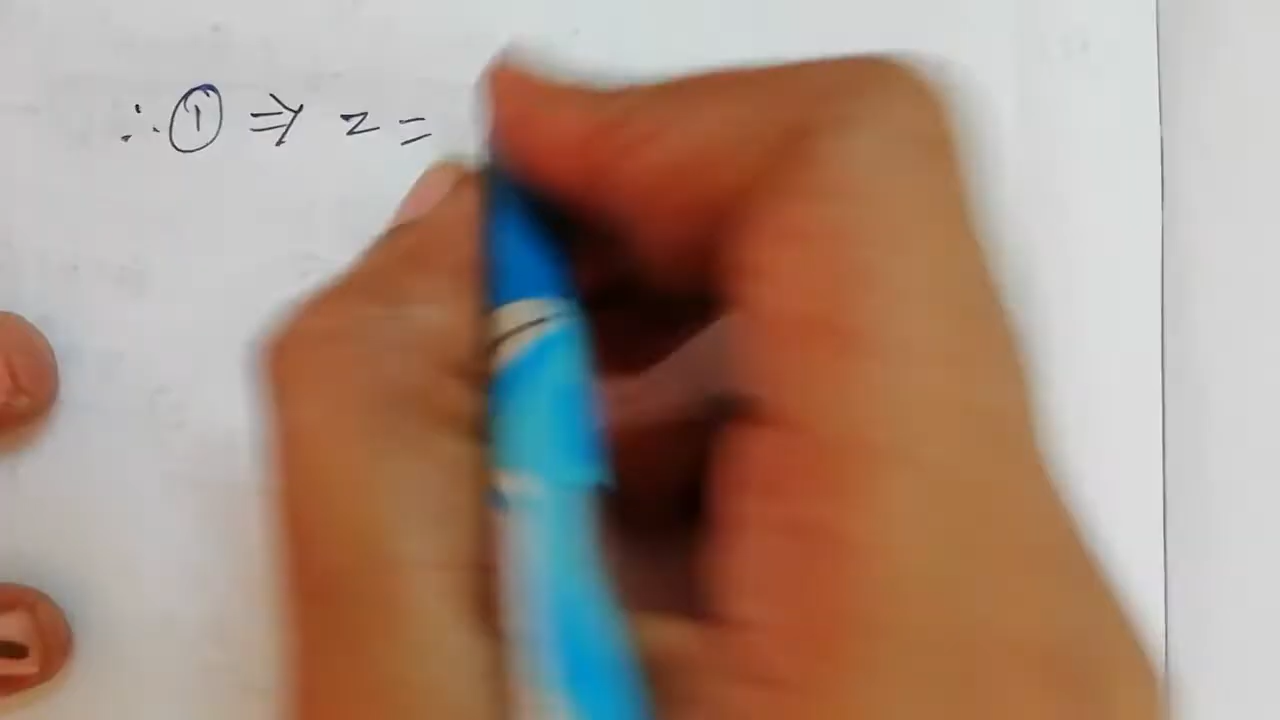 ∴ ① ⇒ z =